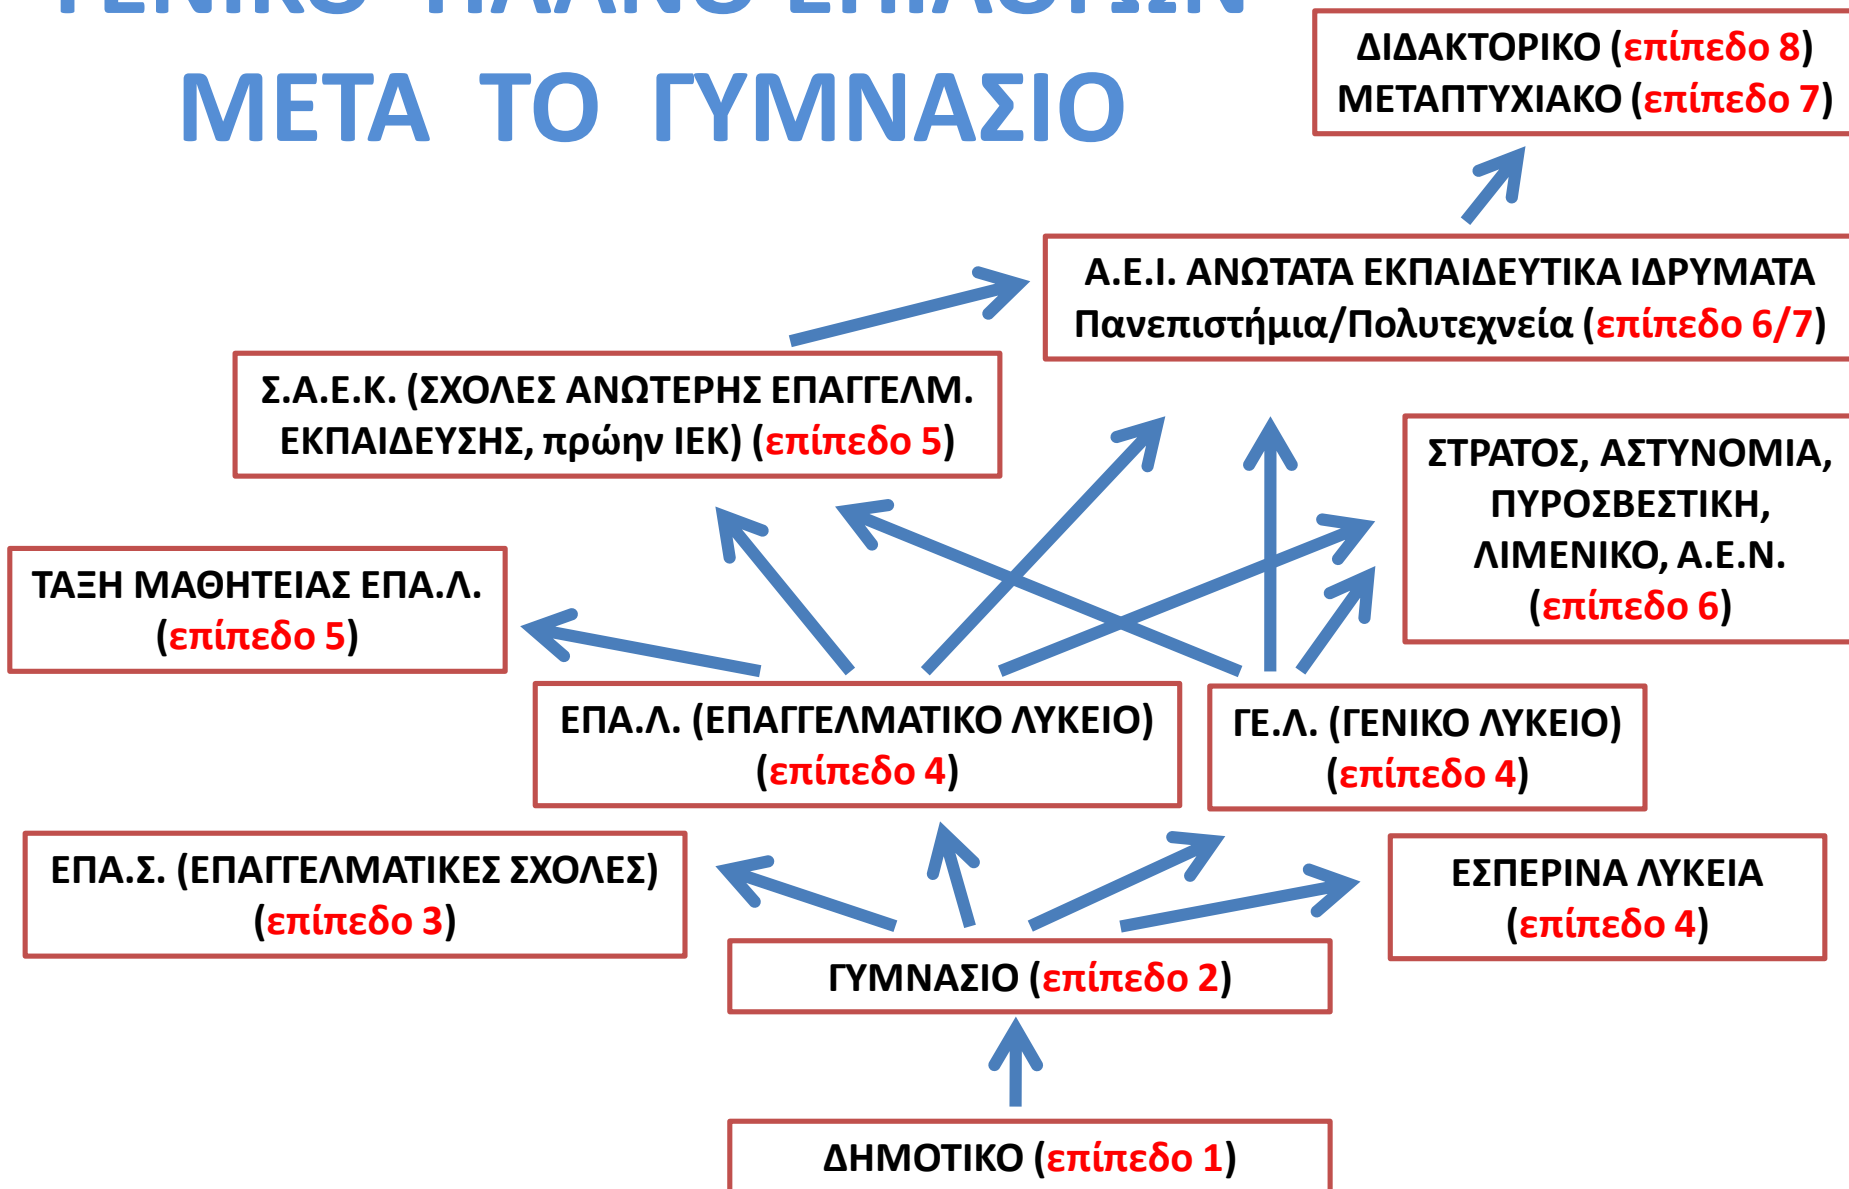 ΓΕΝΙΚΟ ΠΛΑΝΟ ΕΠΙΛΟΓΩΝ
ΜΕΤΑ ΤΟ ΓΥΜΝΑΣΙΟ
ΔΙΔΑΚΤΟΡΙΚΟ (επίπεδο 8)
ΜΕΤΑΠΤΥΧΙΑΚΟ (επίπεδο 7)
Α.Ε.Ι. ΑΝΩΤΑΤΑ ΕΚΠΑΙΔΕΥΤΙΚΑ ΙΔΡΥΜΑΤΑ
Πανεπιστήμια/Πολυτεχνεία (επίπεδο 6/7)
Σ.Α.Ε.Κ. (ΣΧΟΛΕΣ ΑΝΩΤΕΡΗΣ ΕΠΑΓΓΕΛΜ.
ΕΚΠΑΙΔΕΥΣΗΣ, πρώην ΙΕΚ) (επίπεδο 5)
ΣΤΡΑΤΟΣ, ΑΣΤΥΝΟΜΙΑ,
ΠΥΡΟΣΒΕΣΤΙΚΗ,
ΛΙΜΕΝΙΚΟ, Α.Ε.Ν.
(επίπεδο 6)
ΤΑΞΗ ΜΑΘΗΤΕΙΑΣ ΕΠΑ.Λ.
(επίπεδο 5)
ΕΠΑ.Λ. (ΕΠΑΓΓΕΛΜΑΤΙΚΟ ΛΥΚΕΙΟ)
(επίπεδο 4)
ΓΕ.Λ. (ΓΕΝΙΚΟ ΛΥΚΕΙΟ)
(επίπεδο 4)
ΕΠΑ.Σ. (ΕΠΑΓΓΕΛΜΑΤΙΚΕΣ ΣΧΟΛΕΣ)
(επίπεδο 3)
ΕΣΠΕΡΙΝΑ ΛΥΚΕΙΑ
(επίπεδο 4)
ΓΥΜΝΑΣΙΟ (επίπεδο 2)
ΔΗΜΟΤΙΚΟ (επίπεδο 1)